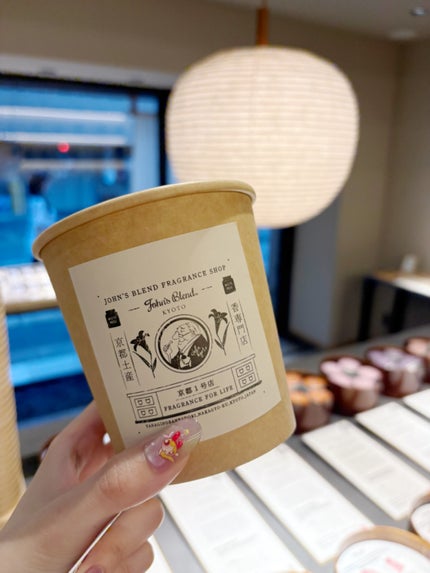 JOHN'S BLEND FRAGRANCE SHOP
John's Blend
KYOTO
京都土産
香専門店
京都1号店
FRAGRANCE FOR LIFE